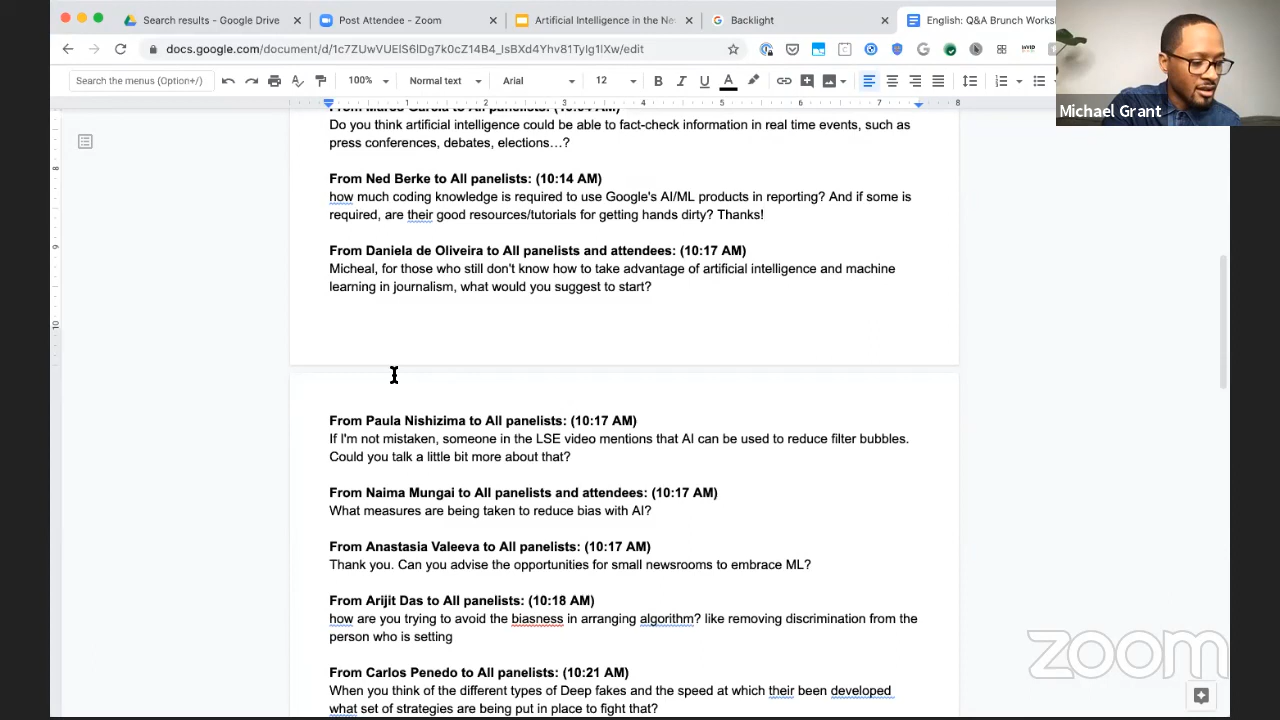 Search results - Google Drive
Post Attendee - Zoom
Artificial Intelligence in the Ne
Backlight
English: Q&A Brunch Works
docs.google.com/document/d/1c7ZUwVUEIS6lDg7k0cZ14B4_lsBXd4Yhv81Tylg1lXw/edit
Search the menus (Option+/)
100%
Normal text
Arial
12
Michael Grant
2
3
4
5
6
7
8
Do you think artificial intelligence could be able to fact-check information in real time events, such as
press conferences, debates, elections…?
8
From Ned Berke to All panelists: (10:14 AM)
how much coding knowledge is required to use Google's AI/ML products in reporting? And if some is
required, are their good resources/tutorials for getting hands dirty? Thanks!
9
From Daniela de Oliveira to All panelists and attendees: (10:17 AM)
Micheal, for those who still don't know how to take advantage of artificial intelligence and machine
learning in journalism, what would you suggest to start?
10
From Paula Nishizima to All panelists: (10:17 AM)
If I'm not mistaken, someone in the LSE video mentions that AI can be used to reduce filter bubbles.
Could you talk a little bit more about that?
From Naima Mungai to All panelists and attendees: (10:17 AM)
What measures are being taken to reduce bias with AI?
From Anastasia Valeeva to All panelists: (10:17 AM)
Thank you. Can you advise the opportunities for small newsrooms to embrace ML?
From Arijit Das to All panelists: (10:18 AM)
how are you trying to avoid the biasness in arranging algorithm? like removing discrimination from the
person who is setting
From Carlos Penedo to All panelists: (10:21 AM)
When you think of the different types of Deep fakes and the speed at which their been developed
what set of strategies are being put in place to fight that?
zoom